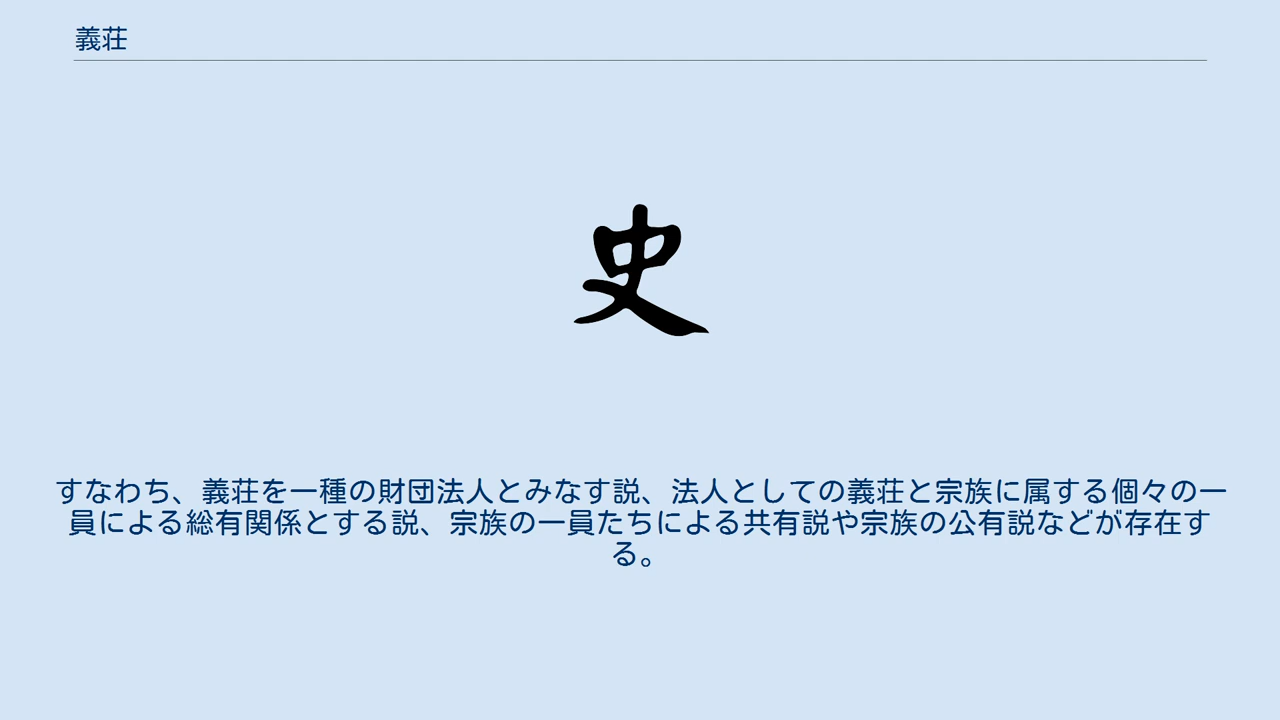 義荘
史
すなわち、義荘を一種の財団法人とみなす説、法人としての義荘と宗族に属する個々の一
員による総有関係とする説、宗族の一員たちによる共有説や宗族の公有説などが存在す
る。